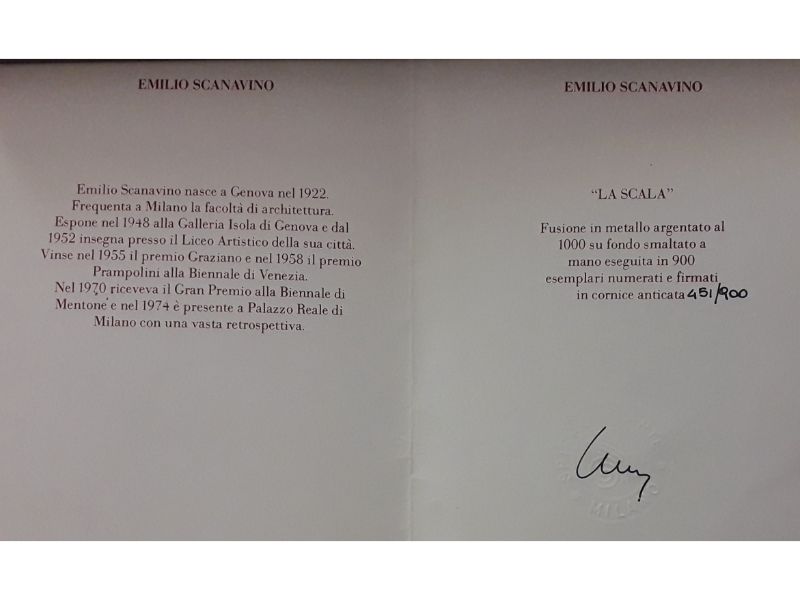 EMILIO SCANAVINO
Emilio Scanavino nasce a Genova nel 1922.
Frequenta a Milano la facoltà di architettura.
Espone nel 1948 alla Galleria Isola di Genova e dal
1952 insegna presso il Liceo Artistico della sua città.
Vinse nel 1955 il premio Graziano e nel 1958 il premio
Prampolini alla Biennale di Venezia.
Nel 1970 riceveva il Gran Premio alla Biennale di
Mentone e nel 1974 è presente a Palazzo Reale di
Milano con una vasta retrospettiva.
EMILIO SCANAVINO
“LA SCALA”
Fusione in metallo argentato al
1000 su fondo smaltato a
mano eseguita in 900
esemplari numerati e firmati
in cornice anticata 451/900
MILANO